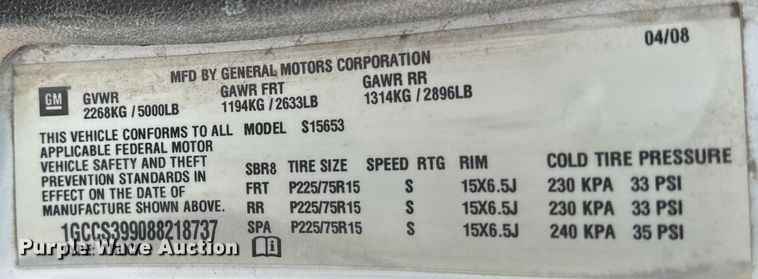 04/08
MFD BY GENERAL MOTORS CORPORATION
GM GVWR GAWR FRT GAWR RR
2268KG / 5000LB 1194KG / 2633LB 1314KG / 2896LB
THIS VEHICLE CONFORMS TO ALL MODEL S15653
APPLICABLE FEDERAL MOTOR
VEHICLE SAFETY AND THEFT SBR8 TIRE SIZE SPEED RTG RIM COLD TIRE PRESSURE
PREVENTION STANDARDS IN FRT P225/75R15 S 15X6.5J 230 KPA 33 PSI
EFFECT ON THE DATE OF
MANUFACTURE SHOWN ABOVE. RR P225/75R15 S 15X6.5J 230 KPA 33 PSI
1GCCS399088218737 SPA P225/75R15 S 15X6.5J 240 KPA 35 PSI
Purple Wave Auction